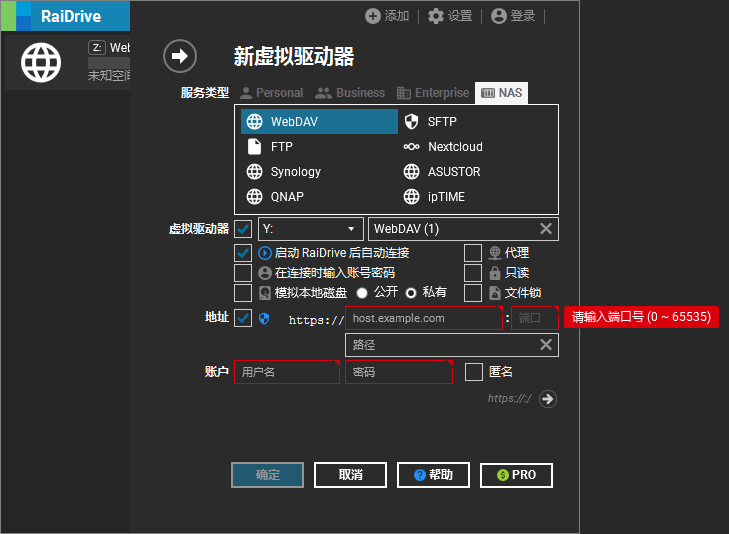 RaiDrive
添加 设置 登录
Z: Web
未知空间
新虚拟驱动器
服务类型 Personal Business Enterprise NAS
WebDAV SFTP
FTP Nextcloud
Synology ASUSTOR
QNAP ipTIME
虚拟驱动器 Y: WebDAV (1)
启动 RaiDrive 后自动连接 代理
在连接时输入账号密码 只读
模拟本地磁盘 公开 私有 文件锁
地址 https:// host.example.com : 端口 请输入端口号 (0 ~ 65535)
路径
账户 用户名 密码 匿名
https://:/
确定 取消 帮助 PRO